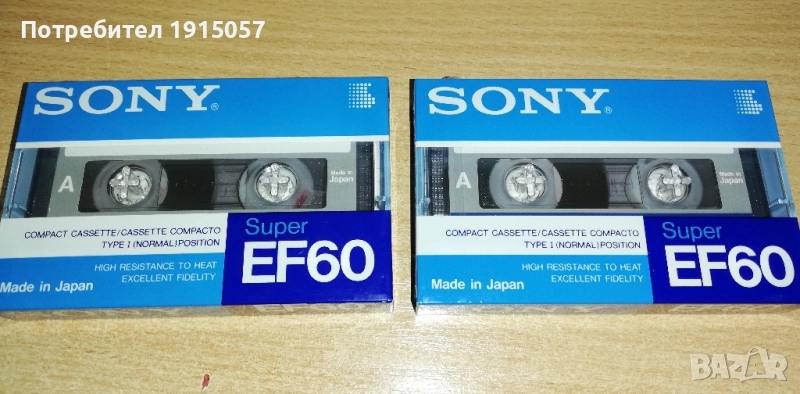 Потребител 1915057
SONY®
A
Made in
Japan
COMPACT CASSETTE/CASSETTE COMPACTO
TYPE I (NORMAL) POSITION
Super
EF60
HIGH RESISTANCE TO HEAT
EXCELLENT FIDELITY
Made in Japan
SONY®
A
Made in
Japan
COMPACT CASSETTE/CASSETTE COMPACTO
TYPE I (NORMAL) POSITION
Super
EF60
HIGH RESISTANCE TO HEAT
EXCELLENT FIDELITY
Made in Japan
BAZAR